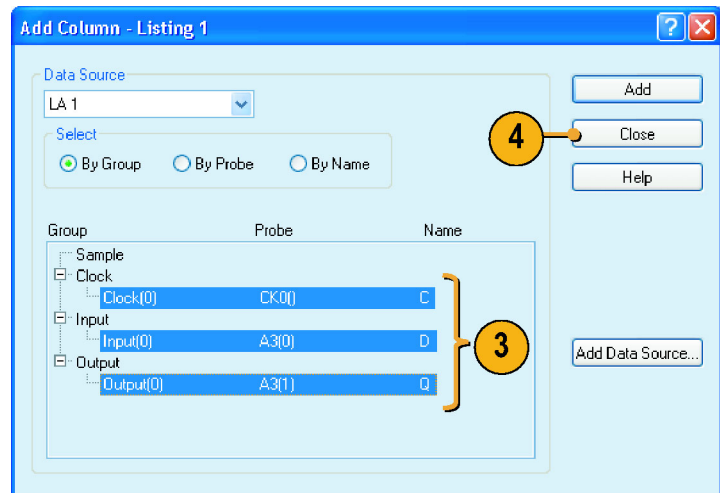 Add Column - Listing 1
Data Source
LA 1
Select
By Group By Probe By Name
Add
4 Close
Help
Group Probe Name
Sample
Clock
Clock(0) CK0() C
Input
Input(0) A3(0) D
3
Output
Output(0) A3(1) Q
Add Data Source...